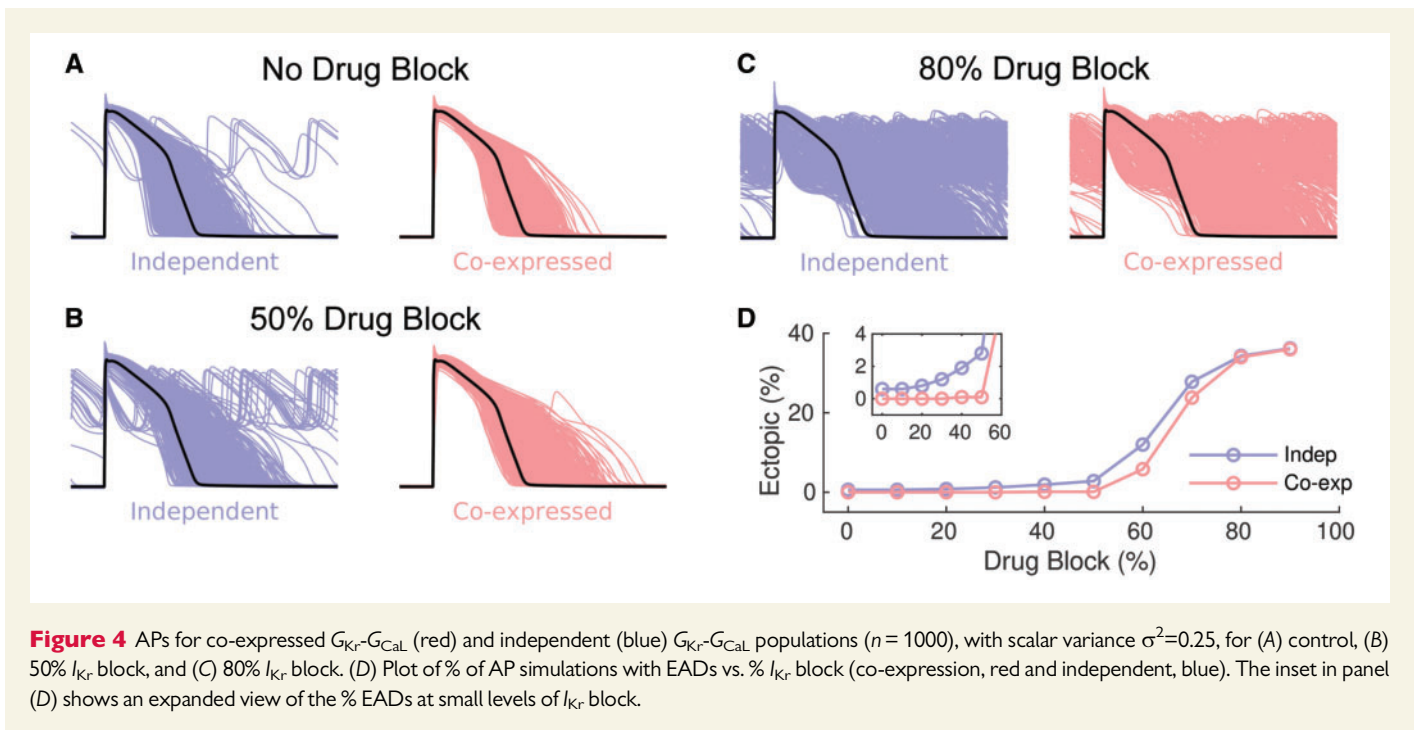 A
No Drug Block
Independent
Co-expressed
B
50% Drug Block
Independent
Co-expressed
C
80% Drug Block
Independent
Co-expressed
D
40
20
0
Ectopic (%)
4
2
0
0 20 40 60
Indep
Co-exp
0 20 40 60 80 100
Drug Block (%)
Figure 4 APs for co-expressed GKr-GCaL (red) and independent (blue) GKr-GCaL populations (n = 1000), with scalar variance σ²=0.25, for (A) control, (B)
50% IKr block, and (C) 80% IKr block. (D) Plot of % of AP simulations with EADs vs. % IKr block (co-expression, red and independent, blue). The inset in panel
(D) shows an expanded view of the % EADs at small levels of IKr block.